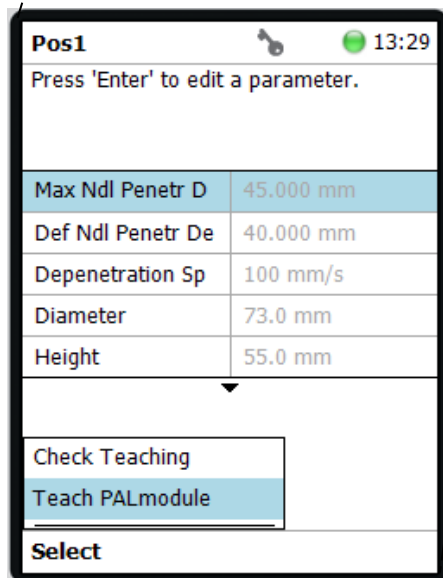 Pos1 13:29
Press 'Enter' to edit a parameter.
Max Ndl Penetr D 45.000 mm
Def Ndl Penetr De 40.000 mm
Depenetration Sp 100 mm/s
Diameter 73.0 mm
Height 55.0 mm
Check Teaching
Teach PALmodule
Select